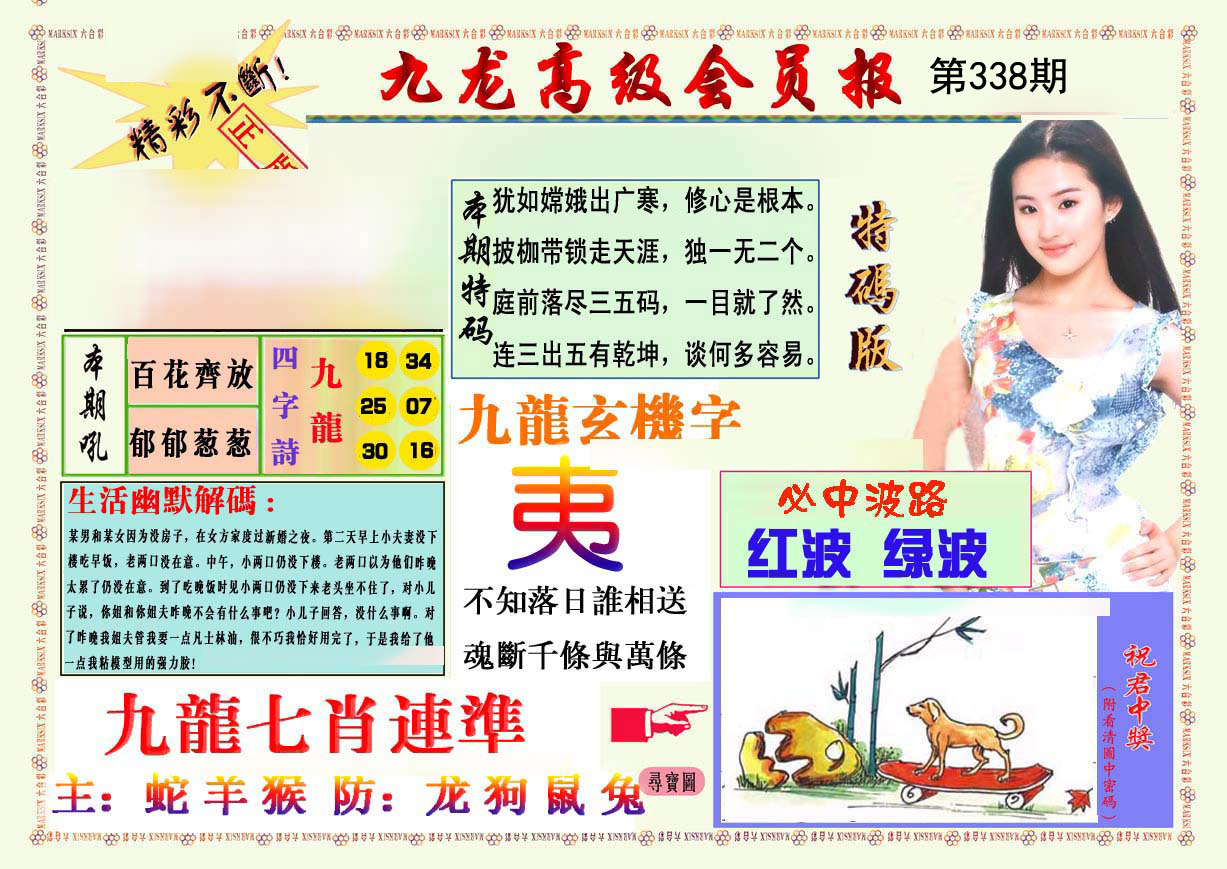 九龙高级会员报 第338期
精彩不斷!
正版
本期特码
犹如嫦娥出广寒，修心是根本。
披枷带锁走天涯，独一无二个。
庭前落尽三五码，一目就了然。
连三出五有乾坤，谈何多容易。
特碼版
本期吼
百花齊放
郁郁葱葱
四字詩
九龍
18 34
25 07
30 16
九龍玄機字
夷
不知落日誰相送
魂斷千條與萬條
必中波路
红波 绿波
生活幽默解碼：
某男和某女因为没房子，在女方家度过新婚之夜。第二天早上小夫妻没下
楼吃早饭，老两口没在意。中午，小两口仍没下楼。老两口以为他们昨晚
太累了仍没在意。到了吃晚饭时见小两口仍没下来老头坐不住了，对小儿
子说，你姐和你姐夫昨晚不会有什么事吧？小儿子回答，没什么事啊。对
了昨晚我姐夫管我要一点凡士林油，很不巧我恰好用完了，于是我给了他
一点我粘模型用的强力胶!
九龍七肖連準
主：蛇羊猴 防：龙狗鼠兔
尋寶圖
祝君中奖
（附看清圖中密碼）
MARKSIX 六合彩